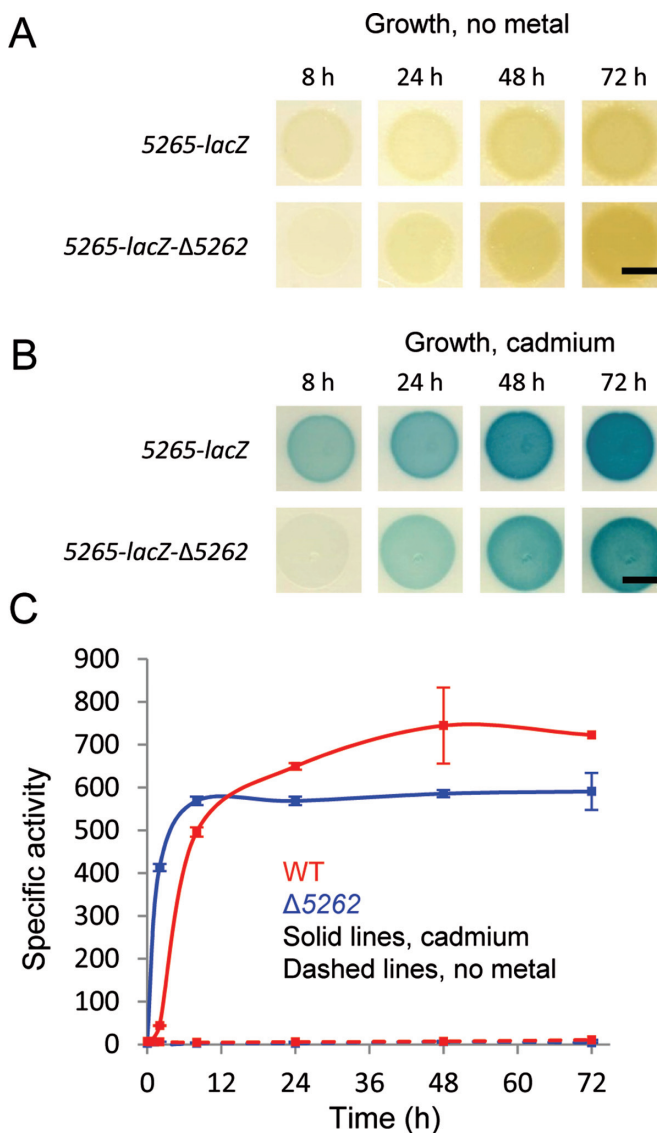 A
Growth, no metal
8 h 24 h 48 h 72 h
5265-lacZ
5265-lacZ-Δ5262
B
Growth, cadmium
8 h 24 h 48 h 72 h
5265-lacZ
5265-lacZ-Δ5262
C
900
800
700
600
500
400
300
200
100
0
Specific activity
WT
Δ5262
Solid lines, cadmium
Dashed lines, no metal
0 12 24 36 48 60 72
Time (h)